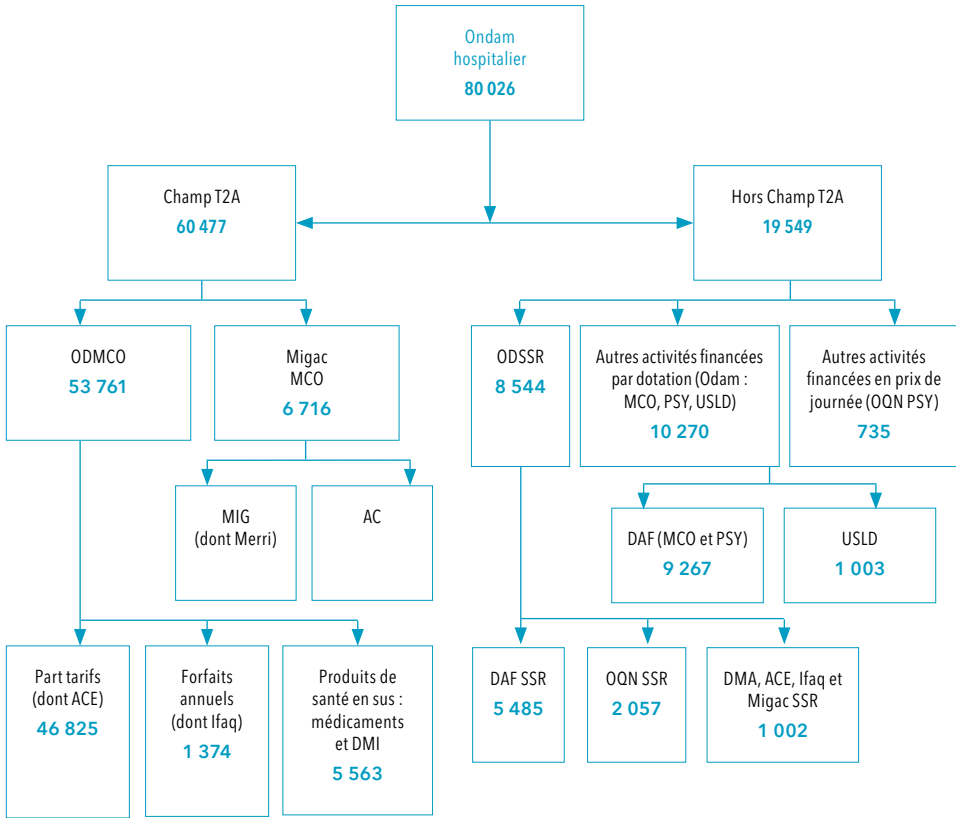 Ondam
hospitalier
80 026
Champ T2A
60 477
Hors Champ T2A
19 549
ODMCO
53 761
Migac
MCO
6 716
ODSSR
8 544
Autres activités financées
par dotation (Odam :
MCO, PSY, USLD)
10 270
Autres activités
financées en prix de
journée (OQN PSY)
735
MIG
(dont Merri)
AC
DAF (MCO et PSY)
9 267
USLD
1 003
Part tarifs
(dont ACE)
46 825
Forfaits
annuels
(dont Ifaq)
1 374
Produits de
santé en sus :
médicaments
et DMI
5 563
DAF SSR
5 485
OQN SSR
2 057
DMA, ACE, Ifaq et
Migac SSR
1 002